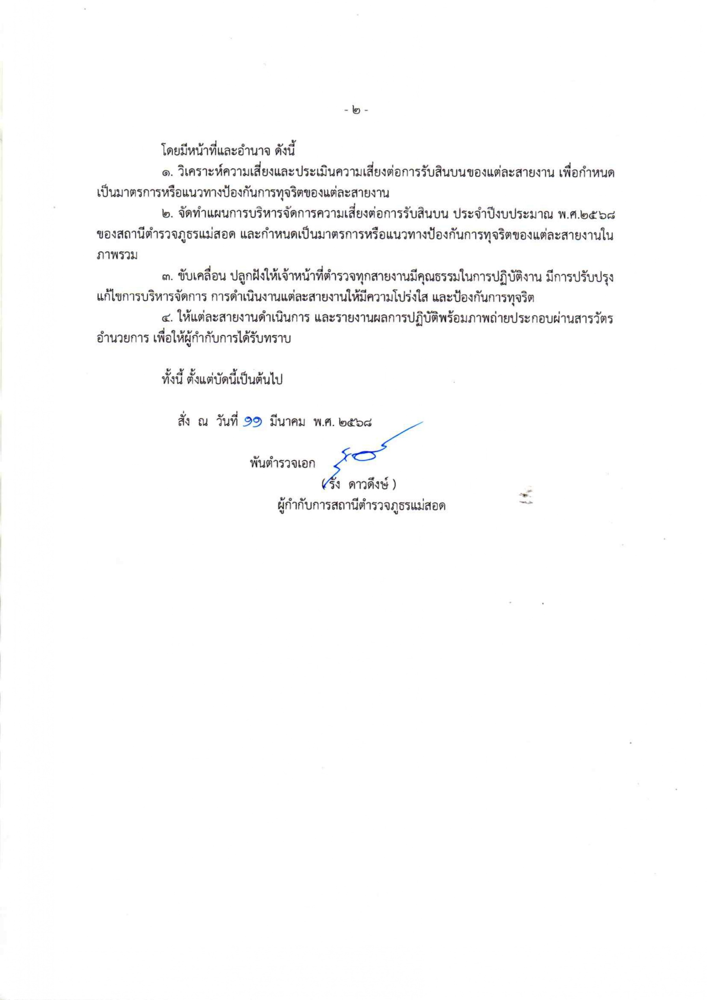 - ๒ -
โดยมีหน้าที่และอำนาจ ดังนี้
๑. วิเคราะห์ความเสี่ยงและประเมินความเสี่ยงต่อการรับสินบนของแต่ละสายงาน เพื่อกำหนด
เป็นมาตรการหรือแนวทางป้องกันการทุจริตของแต่ละสายงาน
๒. จัดทำแผนการบริหารจัดการความเสี่ยงต่อการรับสินบน ประจำปีงบประมาณ พ.ศ.๒๕๖๘
ของสถานีตำรวจภูธรแม่สอด และกำหนดเป็นมาตรการหรือแนวทางป้องกันการทุจริตของแต่ละสายงานใน
ภาพรวม
๓. ขับเคลื่อน ปลูกฝังให้เจ้าหน้าที่ตำรวจทุกสายงานมีคุณธรรมในการปฏิบัติงาน มีการปรับปรุง
แก้ไขการบริหารจัดการ การดำเนินงานแต่ละสายงานให้มีความโปร่งใส และป้องกันการทุจริต
๔. ให้แต่ละสายงานดำเนินการ และรายงานผลการปฏิบัติพร้อมภาพถ่ายประกอบผ่านสารวัตร
อำนวยการ เพื่อให้ผู้กำกับการได้รับทราบ
ทั้งนี้ ตั้งแต่บัดนี้เป็นต้นไป
สั่ง ณ วันที่ ๑๑ มีนาคม พ.ศ. ๒๕๖๘
พันตำรวจเอก
( รัง ดาวดึงษ์ )
ผู้กำกับการสถานีตำรวจภูธรแม่สอด